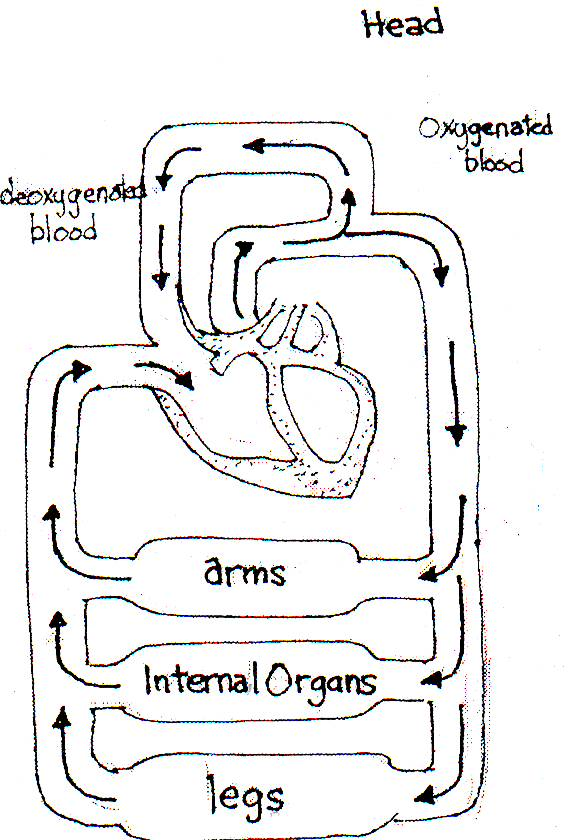 Head
Oxygenated
blood
deoxygenated
blood
arms
Internal Organs
legs